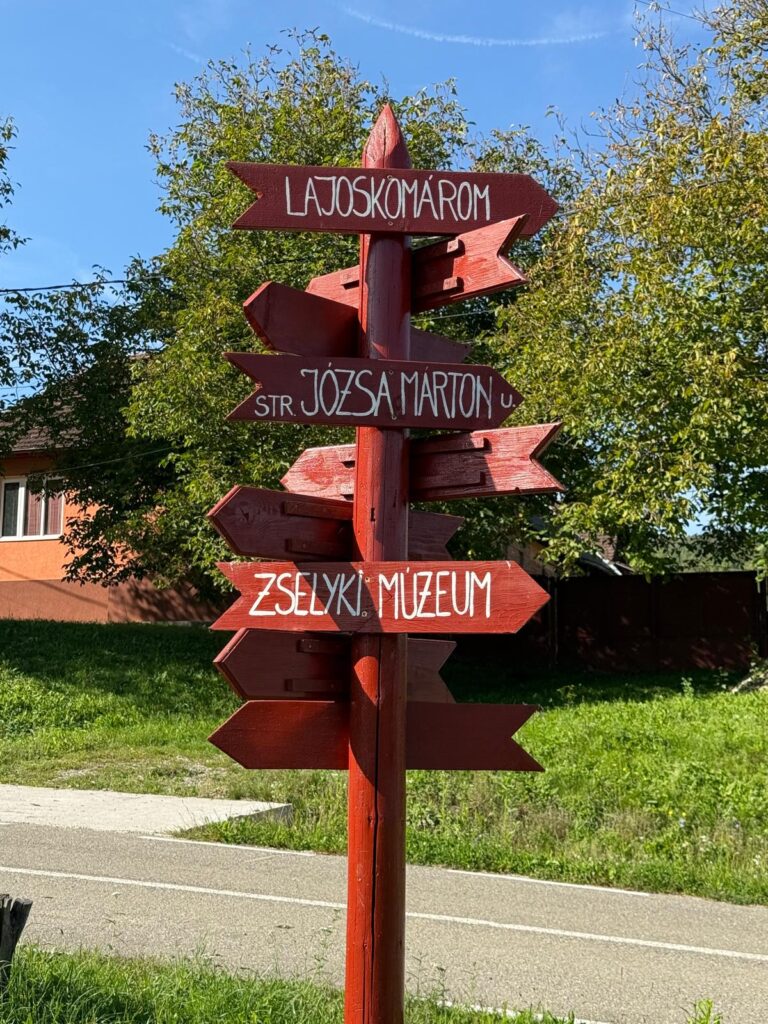 LAJOSKOMÁROM
STR. JÓZSA MÁRTON U.
ZSELYKI MÚZEUM